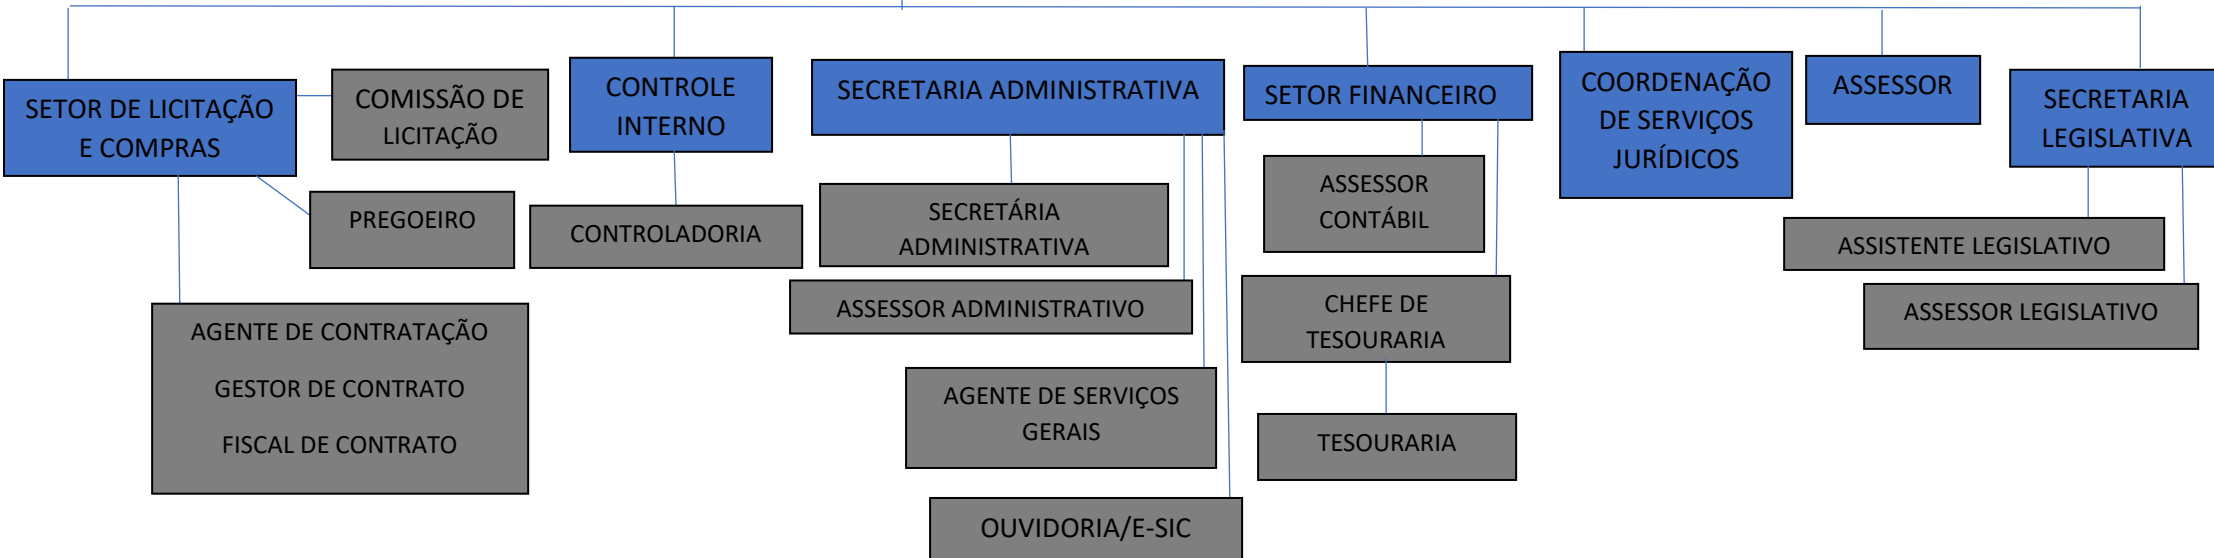 SETOR DE LICITAÇÃO
E COMPRAS
COMISSÃO DE
LICITAÇÃO
PREGOEIRO
AGENTE DE CONTRATAÇÃO
GESTOR DE CONTRATO
FISCAL DE CONTRATO
CONTROLE
INTERNO
CONTROLADORIA
SECRETARIA ADMINISTRATIVA
SECRETÁRIA
ADMINISTRATIVA
ASSESSOR ADMINISTRATIVO
AGENTE DE SERVIÇOS
GERAIS
OUVIDORIA/E-SIC
SETOR FINANCEIRO
ASSESSOR
CONTÁBIL
CHEFE DE
TESOURARIA
TESOURARIA
COORDENAÇÃO
DE SERVIÇOS
JURÍDICOS
ASSESSOR
SECRETARIA
LEGISLATIVA
ASSISTENTE LEGISLATIVO
ASSESSOR LEGISLATIVO